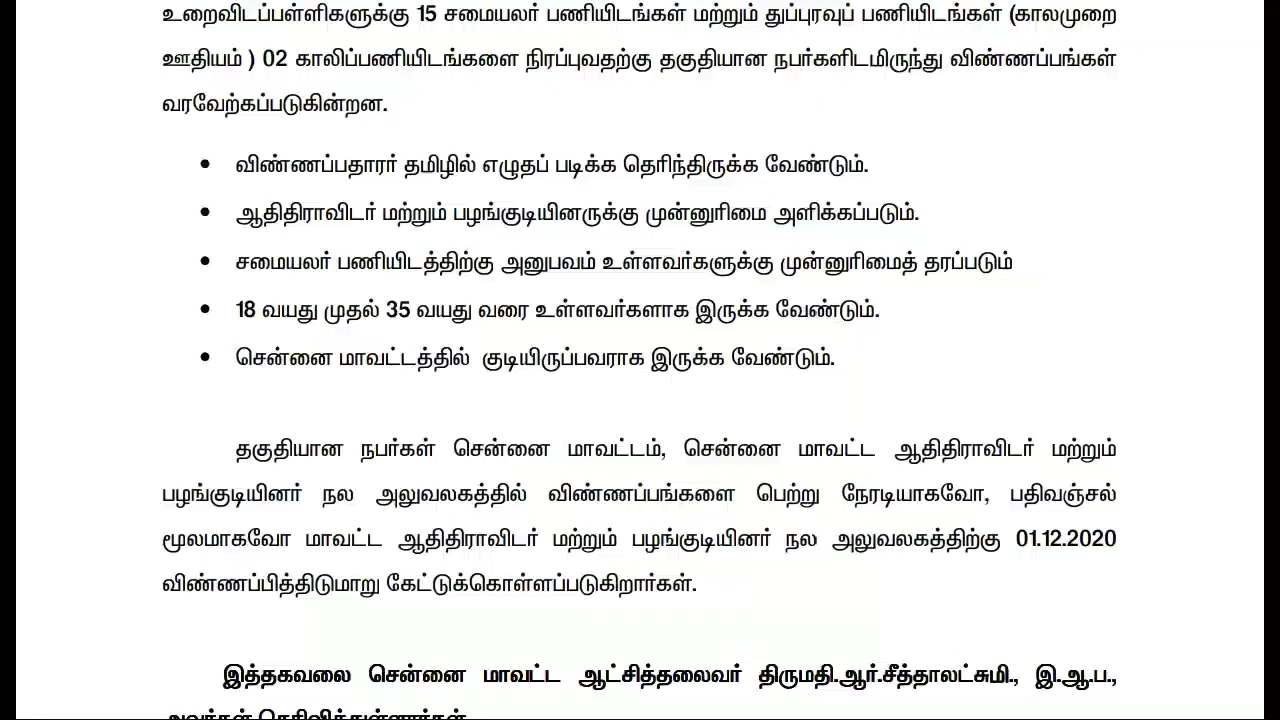 உறைவிடப்பள்ளிகளுக்கு 15 சமையலர் பணியிடங்கள் மற்றும் துப்புரவுப் பணியிடங்கள் (காலமுறை
ஊதியம் ) 02 காலிப்பணியிடங்களை நிரப்புவதற்கு தகுதியான நபர்களிடமிருந்து விண்ணப்பங்கள்
வரவேற்கப்படுகின்றன.
• விண்ணப்பதாரர் தமிழில் எழுதப் படிக்க தெரிந்திருக்க வேண்டும்.
• ஆதிதிராவிடர் மற்றும் பழங்குடியினருக்கு முன்னுரிமை அளிக்கப்படும்.
• சமையலர் பணியிடத்திற்கு அனுபவம் உள்ளவர்களுக்கு முன்னுரிமைத் தரப்படும்
• 18 வயது முதல் 35 வயது வரை உள்ளவர்களாக இருக்க வேண்டும்.
• சென்னை மாவட்டத்தில் குடியிருப்பவராக இருக்க வேண்டும்.
தகுதியான நபர்கள் சென்னை மாவட்டம், சென்னை மாவட்ட ஆதிதிராவிடர் மற்றும்
பழங்குடியினர் நல அலுவலகத்தில் விண்ணப்பங்களை பெற்று நேரடியாகவோ, பதிவஞ்சல்
மூலமாகவோ மாவட்ட ஆதிதிராவிடர் மற்றும் பழங்குடியினர் நல அலுவலகத்திற்கு 01.12.2020
விண்ணப்பித்திடுமாறு கேட்டுக்கொள்ளப்படுகிறார்கள்.
இத்தகவலை சென்னை மாவட்ட ஆட்சித்தலைவர் திருமதி.ஆர்.சீத்தாலட்சுமி., இ.ஆ.ப.,
அவர்கள் தெரிவித்துள்ளார்கள்.